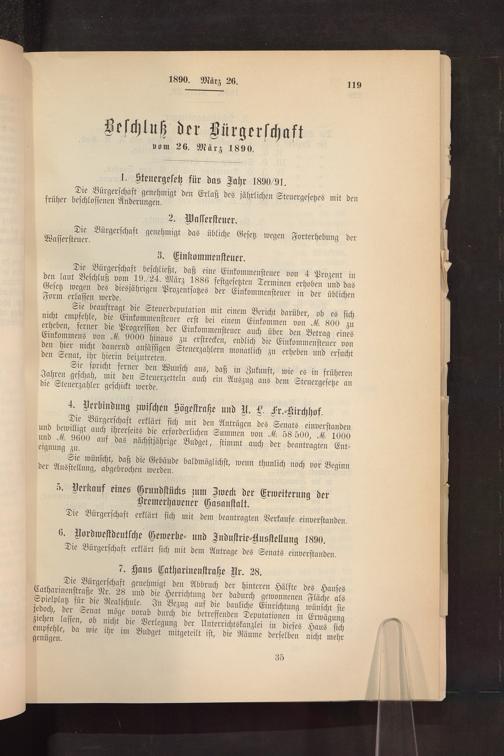 1890. März 26.
119
Beschluß der Bürgerschaft
vom 26. März 1890.
1. Steuergesetz für das Jahr 1890/91.
Die Bürgerschaft genehmigt den Erlaß des jährlichen Steuergesetzes mit den
früher beschlossenen Änderungen.
2. Wassersteuer.
Die Bürgerschaft genehmigt das übliche Gesetz wegen Forterhebung der
Wassersteuer.
3. Einkommensteuer.
Die Bürgerschaft beschließt, daß eine Einkommensteuer von 4 Prozent in
den laut Beschluß vom 19./24. März 1886 festgesetzten Terminen erhoben und das
Gesetz wegen des diesjährigen Prozentsatzes der Einkommensteuer in der üblichen
Form erlassen werde.
Sie beauftragt die Steuerdeputation mit einem Bericht darüber, ob es sich
nicht empfehle, die Einkommensteuer erst bei einem Einkommen von M. 800 zu
erheben, ferner die Progression der Einkommensteuer auch über den Betrag eines
Einkommens von M. 9000 hinaus zu erstrecken, endlich die Einkommensteuer von
den hier nicht dauernd ansässigen Steuerzahlern monatlich zu erheben und ersucht
den Senat, ihr hierin beizutreten.
Sie spricht ferner den Wunsch aus, daß in Zukunft, wie es in früheren
Jahren geschah, mit den Steuerzetteln auch ein Auszug aus dem Steuergesetze an
die Steuerzahler geschickt werde.
4. Verbindung zwischen Sögestraße und U. L. Fr.-Kirchhof.
Die Bürgerschaft erklärt sich mit den Anträgen des Senats einverstanden
und bewilligt auch ihrerseits die erforderlichen Summen von M. 58 500, M. 1000
und M. 9600 auf das nächstjährige Budget, stimmt auch der beantragten Ent-
eignung zu.
Sie wünscht, daß die Gebäude baldmöglichst, wenn thunlich noch vor Beginn
der Ausstellung, abgebrochen werden.
5. Verkauf eines Grundstücks zum Zweck der Erweiterung der
Bremerhavener Gasanstalt.
Die Bürgerschaft erklärt sich mit dem beantragten Verkaufe einverstanden.
6. Nordwestdeutsche Gewerbe- und Industrie-Ausstellung 1890.
Die Bürgerschaft erklärt sich mit dem Antrage des Senats einverstanden.
7. Haus Catharinenstraße Nr. 28.
Die Bürgerschaft genehmigt den Abbruch der hinteren Hälfte des Hauses
Catharinenstraße Nr. 28 und die Herrichtung der dadurch gewonnenen Fläche als
Spielplatz für die Realschule. In Bezug auf die bauliche Einrichtung wünscht sie
jedoch, der Senat möge vorab durch die betreffenden Deputationen in Erwägung
ziehen lassen, ob nicht die Verlegung der Unterrichtskanzlei in dieses Haus sich
empfehle, da wie ihr im Budget mitgeteilt ist, die Räume derselben nicht mehr
genügen.
35